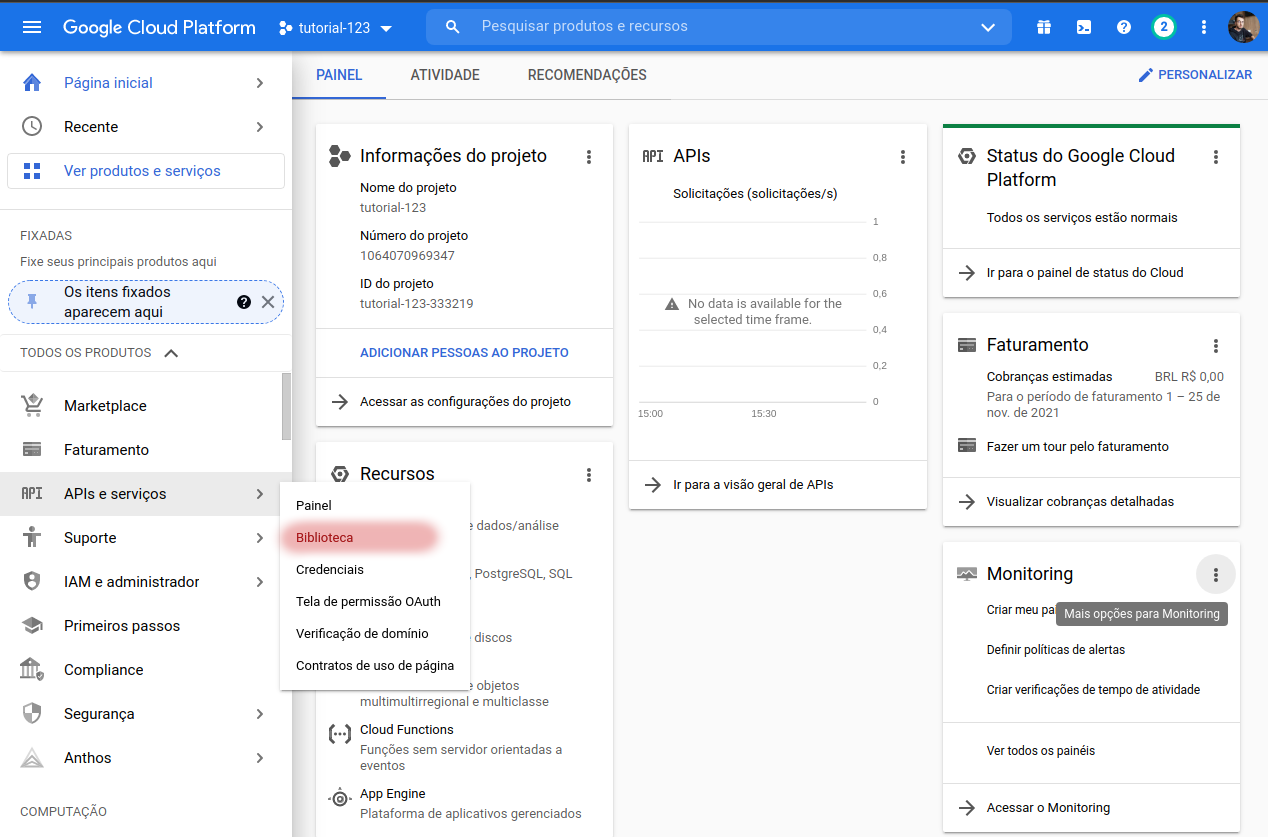 Google Cloud Platform
tutorial-123
Pesquisar produtos e recursos
2
Página inicial
Recente
Ver produtos e serviços
FIXADAS
Fixe seus principais produtos aqui
Os itens fixados
aparecem aqui
TODOS OS PRODUTOS
Marketplace
Faturamento
API APIs e serviços
Suporte
IAM e administrador
Primeiros passos
Compliance
Segurança
Anthos
COMPUTAÇÃO
Painel
Biblioteca
Credenciais
Tela de permissão OAuth
Verificação de domínio
Contratos de uso de página
PAINEL
ATIVIDADE
RECOMENDAÇÕES
PERSONALIZAR
Informações do projeto
Nome do projeto
tutorial-123
Número do projeto
1064070969347
ID do projeto
tutorial-123-333219
ADICIONAR PESSOAS AO PROJETO
Acessar as configurações do projeto
Recursos
e dados/análise
, PostgreSQL, SQL
e discos
e objetos
multimultirregional e multiclasse
Cloud Functions
Funções sem servidor orientadas a
eventos
App Engine
Plataforma de aplicativos gerenciados
API APIs
Solicitações (solicitações/s)
1
0,8
0,6
No data is available for the
selected time frame.
0,4
0,2
0
15:00
15:30
Ir para a visão geral de APIs
Status do Google Cloud
Platform
Todos os serviços estão normais
Ir para o painel de status do Cloud
Faturamento
Cobranças estimadas
BRL R$ 0,00
Para o período de faturamento 1 – 25 de
nov. de 2021
Fazer um tour pelo faturamento
Visualizar cobranças detalhadas
Monitoring
Criar meu pa
Mais opções para Monitoring
Definir políticas de alertas
Criar verificações de tempo de atividade
Ver todos os painéis
Acessar o Monitoring